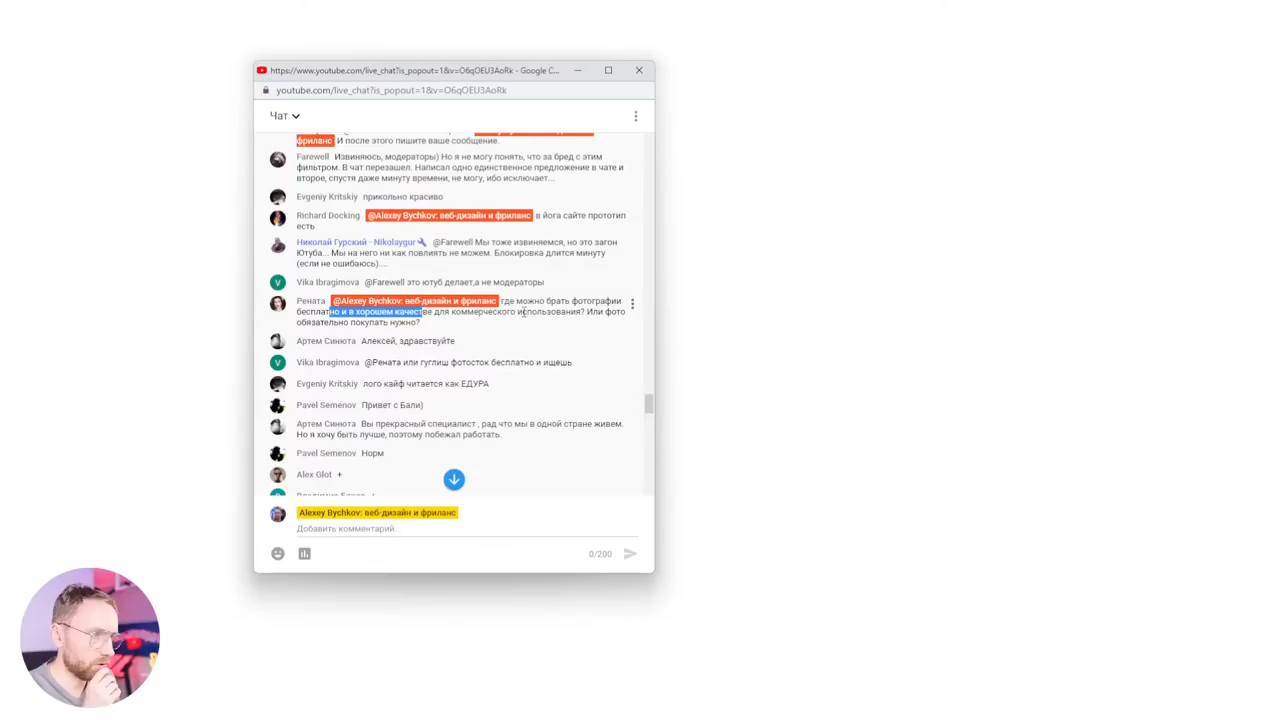 https://www.youtube.com/live_chat?is_popout=1&v=O6qOEU3AoRk - Google C...
youtube.com/live_chat?is_popout=1&v=O6qOEU3AoRk
Чат
фриланс И после этого пишите ваше сообщение.
Farewell Извиняюсь, модераторы) Но я не могу понять, что за бред с этим
фильтром. В чат перезашел. Написал одно единственное предложение в чате и
второе, спустя даже минуту времени, не могу, ибо исключает...
Evgeniy Kritskiy прикольно красиво
Richard Docking @Alexey Bychkov: веб-дизайн и фриланс в йога сайте прототип
есть
Николай Гурский - Nikolaygur @Farewell Мы тоже извиняемся, но это загон
Ютуба... Мы на него ни как повлиять не можем. Блокировка длится минуту
(если не ошибаюсь)....
V Vika Ibragimova @Farewell это ютуб делает,а не модераторы
Рената @Alexey Bychkov: веб-дизайн и фриланс где можно брать фотографии
бесплатно и в хорошем качестве для коммерческого использования? Или фото
обязательно покупать нужно?
Артем Синюта Алексей, здравствуйте
V Vika Ibragimova @Рената или гуглиш фотосток бесплатно и ищешь
Evgeniy Kritskiy лого кайф читается как ЕДУРА
Pavel Semenov Привет с Бали)
Артем Синюта Вы прекрасный специалист , рад что мы в одной стране живем.
Но я хочу быть лучше, поэтому побежал работать.
Pavel Semenov Норм
Alex Glot +
Alexey Bychkov: веб-дизайн и фриланс
Добавить комментарий...
0/200